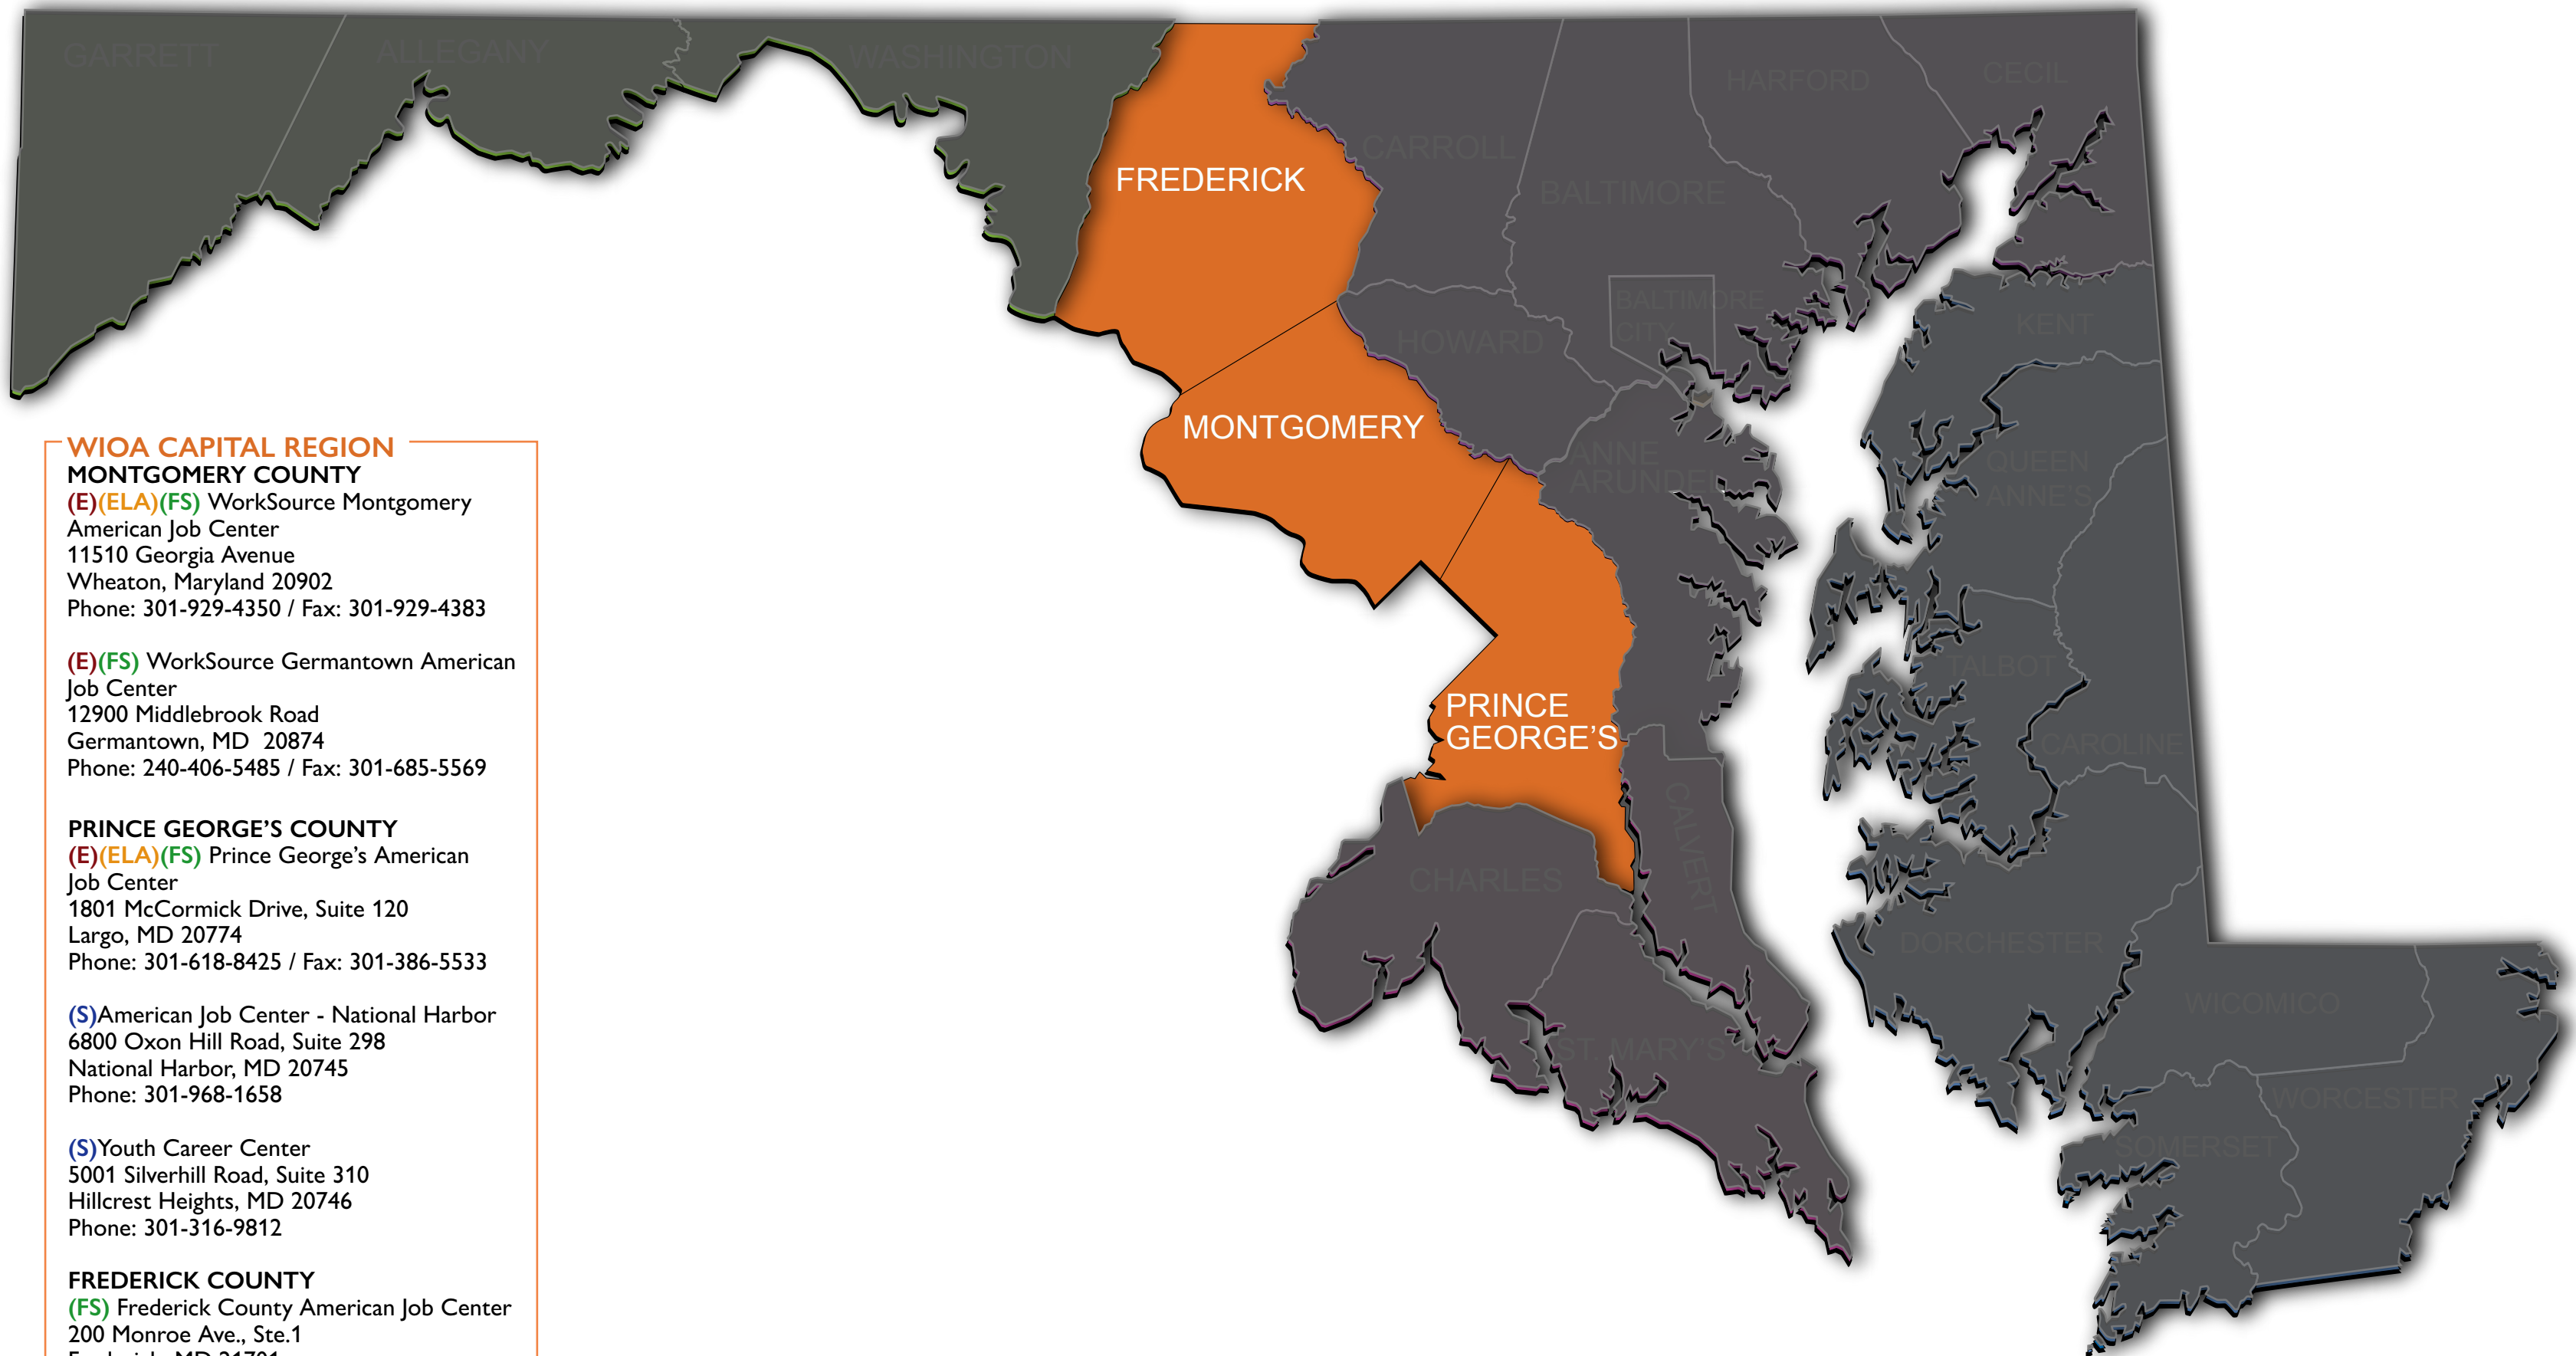 GARRETT
ALLEGANY
WASHINGTON
FREDERICK
CARROLL
BALTIMORE
HARFORD
CECIL
BALTIMORE
CITY
HOWARD
KENT
MONTGOMERY
ANNE
ARUNDEL
QUEEN
ANNE'S
PRINCE
GEORGE'S
TALBOT
CAROLINE
CALVERT
CHARLES
DORCHESTER
ST. MARY'S
WICOMICO
WORCESTER
SOMERSET
WIOA CAPITAL REGION
MONTGOMERY COUNTY
(E)(ELA)(FS) WorkSource Montgomery
American Job Center
11510 Georgia Avenue
Wheaton, Maryland 20902
Phone: 301-929-4350 / Fax: 301-929-4383
(E)(FS) WorkSource Germantown American
Job Center
12900 Middlebrook Road
Germantown, MD  20874
Phone: 240-406-5485 / Fax: 301-685-5569
PRINCE GEORGE'S COUNTY
(E)(ELA)(FS) Prince George's American
Job Center
1801 McCormick Drive, Suite 120
Largo, MD 20774
Phone: 301-618-8425 / Fax: 301-386-5533
(S)American Job Center - National Harbor
6800 Oxon Hill Road, Suite 298
National Harbor, MD 20745
Phone: 301-968-1658
(S)Youth Career Center
5001 Silverhill Road, Suite 310
Hillcrest Heights, MD 20746
Phone: 301-316-9812
FREDERICK COUNTY
(FS) Frederick County American Job Center
200 Monroe Ave., Ste.1